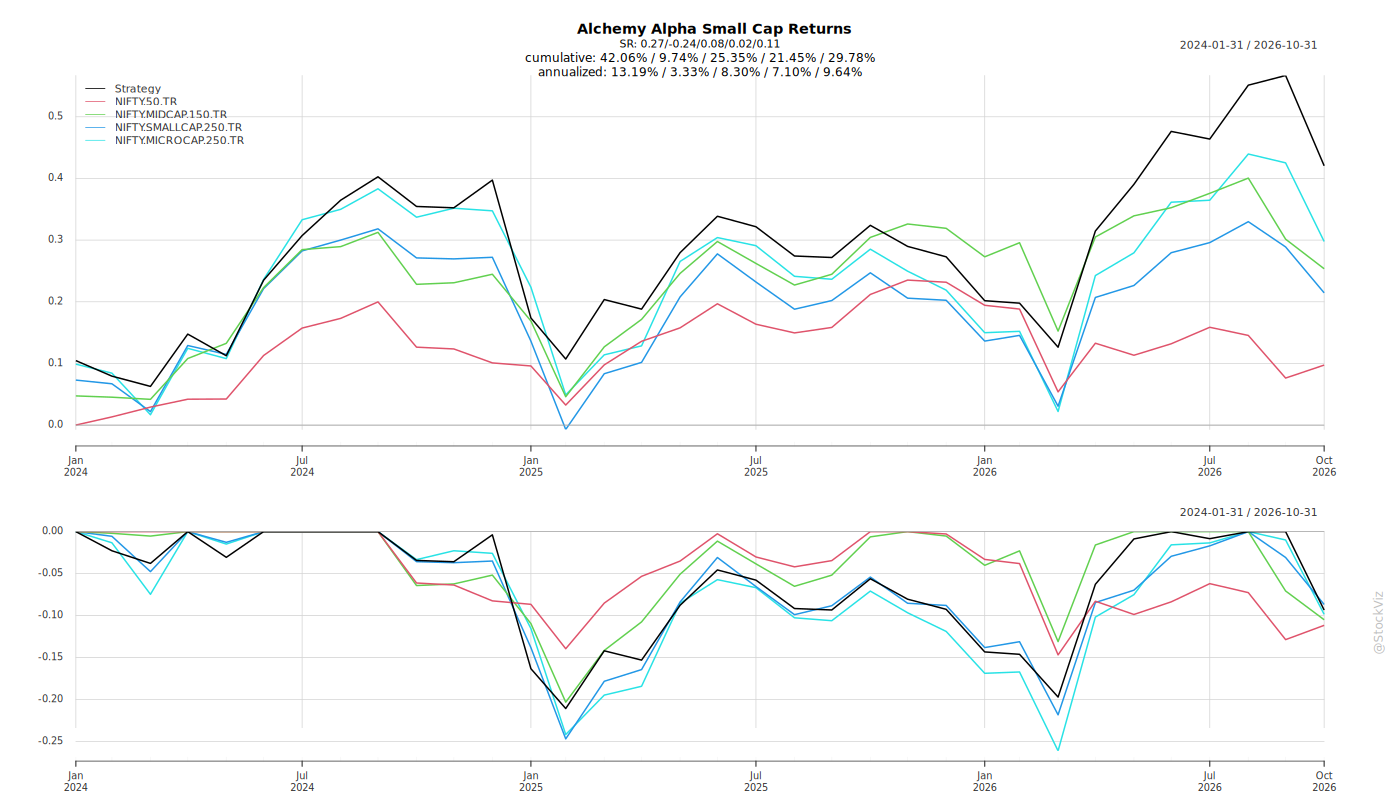 Alchemy Alpha Small Cap Returns
SR: 0.27/-0.24/0.08/0.02/0.11
cumulative: 42.06% / 9.74% / 25.35% / 21.45% / 29.78%
annualized: 13.19% / 3.33% / 8.30% / 7.10% / 9.64%
2024-01-31 / 2026-10-31
Strategy
NIFTY.50.TR
NIFTY.MIDCAP.150.TR
NIFTY.SMALLCAP.250.TR
NIFTY.MICROCAP.250.TR
0.5
0.4
0.3
0.2
0.1
0.0
Jan Jul Jan Jul Jan Jul Oct
2024 2024 2025 2025 2026 2026 2026
2024-01-31 / 2026-10-31
0.00
-0.05
-0.10
-0.15
-0.20
-0.25
Jan Jul Jan Jul Jan Jul Oct
2024 2024 2025 2025 2026 2026 2026
@StockViz